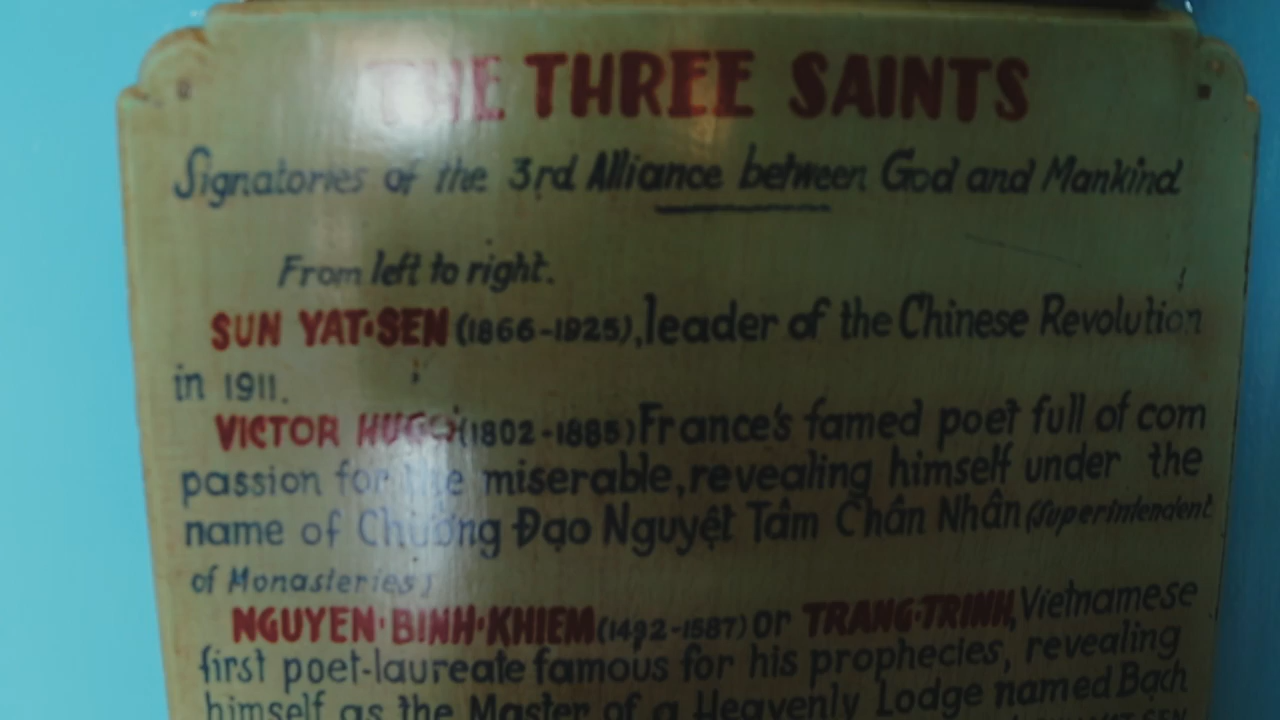 THE THREE SAINTS
Signatories of the 3rd Alliance between God and Mankind
From left to right.
SUN YAT-SEN (1866-1925), leader of the Chinese Revolution
in 1911.
VICTOR HUGO (1802-1885) France's famed poet full of com
passion for the miserable, revealing himself under the
name of Chưởng Đạo Nguyệt Tâm Chân Nhân (Superintendent
of Monasteries)
NGUYEN-BINH-KHIEM (1492-1587) or TRANG-TRINH, Vietnamese
first poet-laureate famous for his prophecies, revealing
himself as the Master of a Heavenly Lodge named Bạch